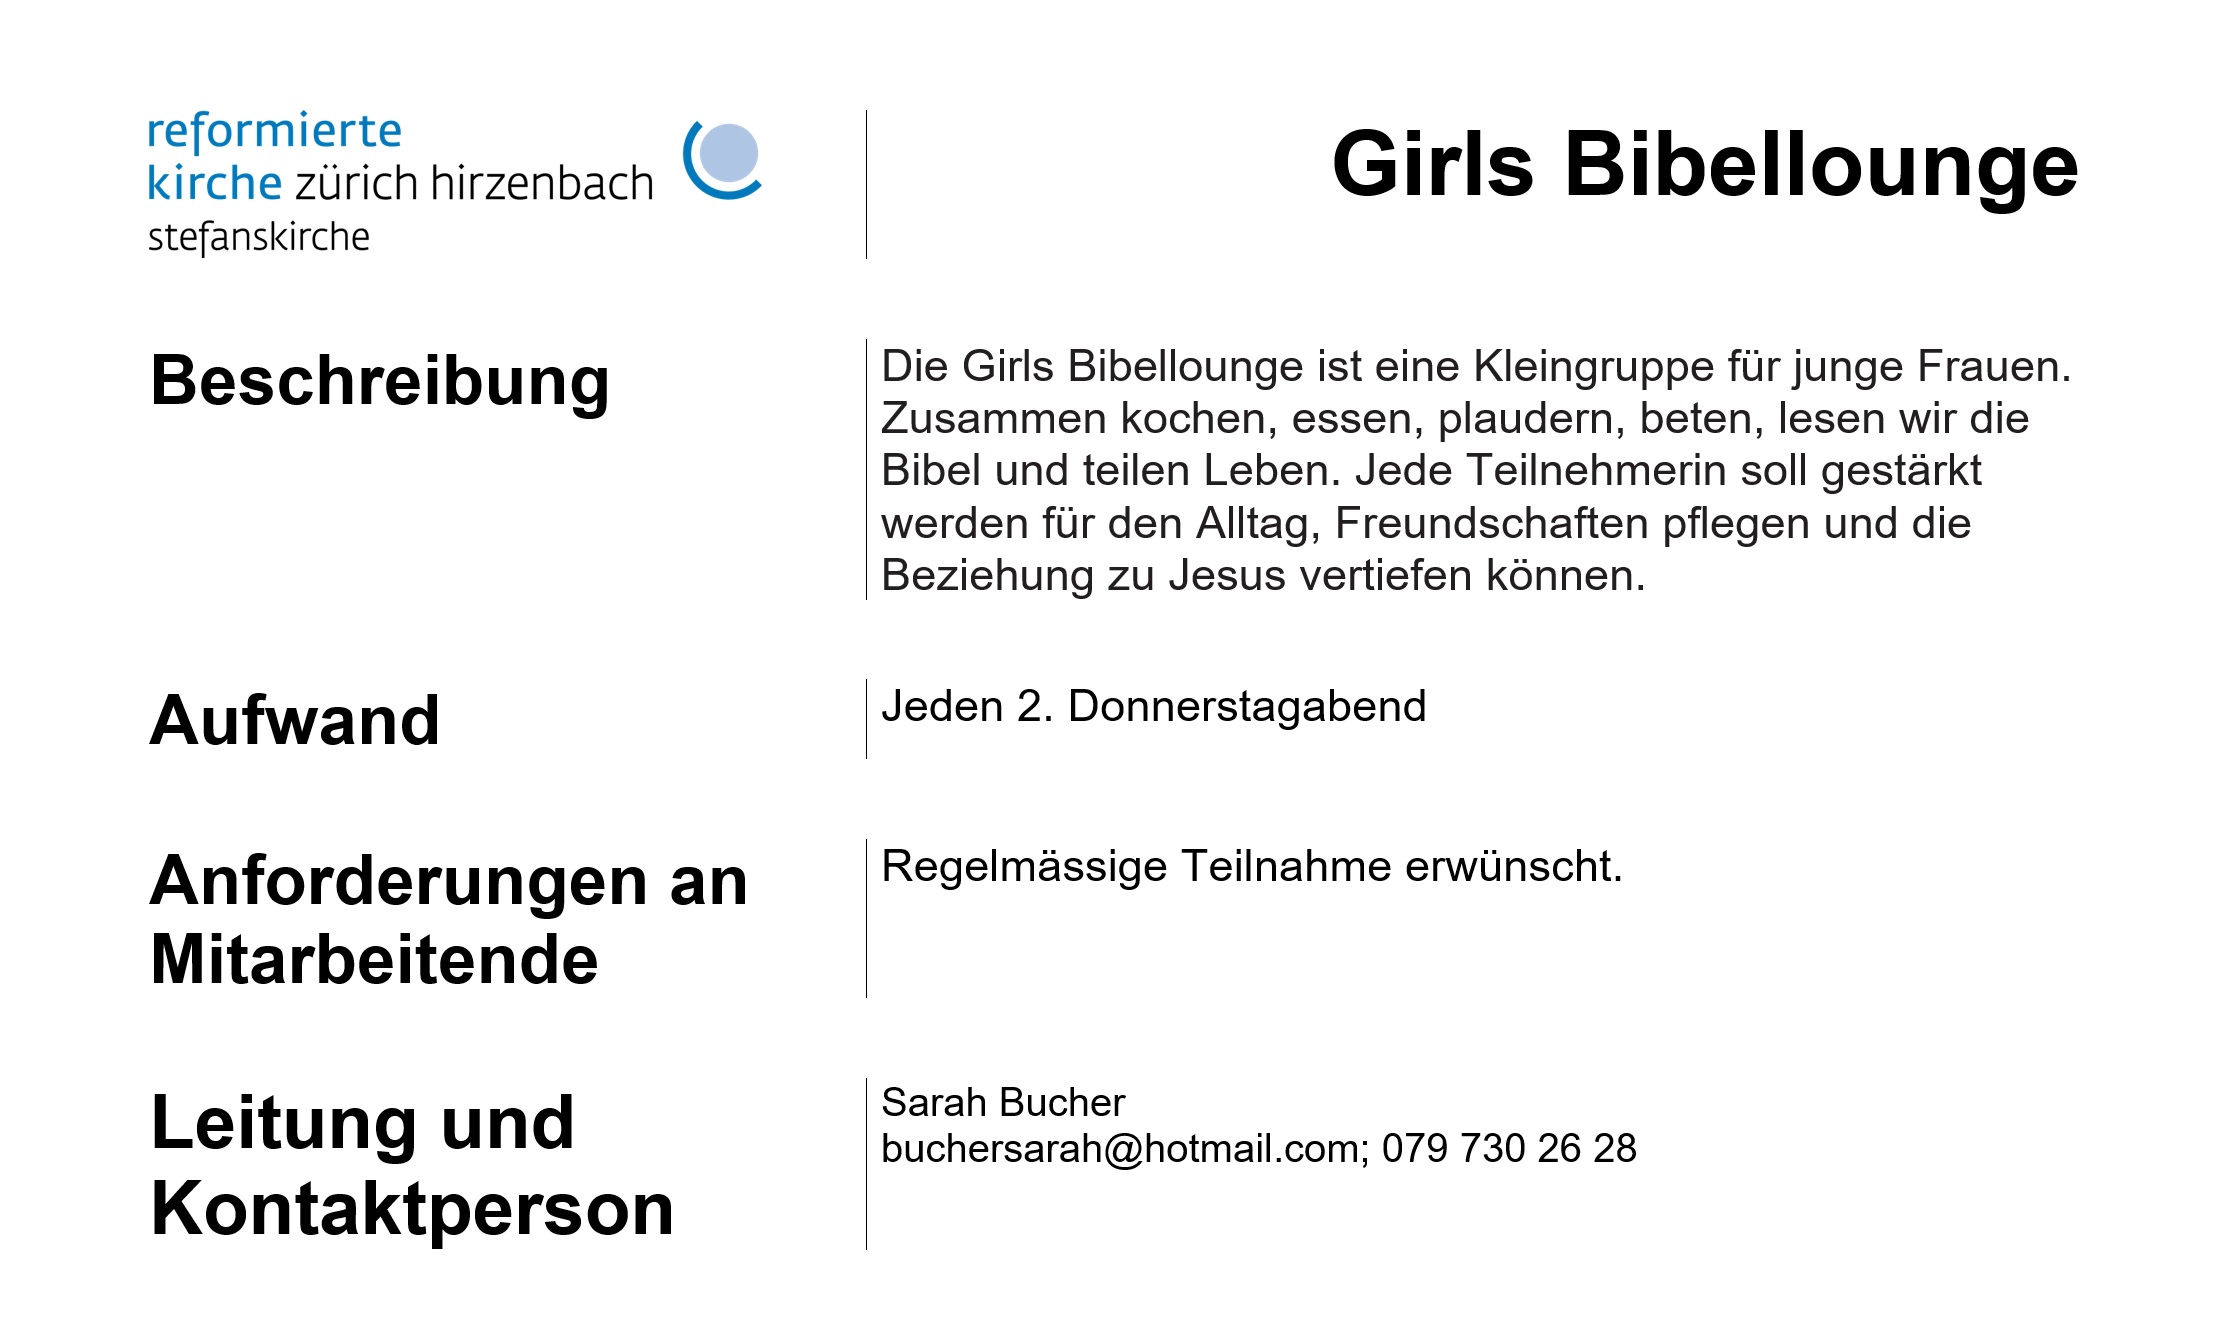 reformierte
kirche zürich hirzenbach
stefanskirche
Girls Bibellounge
Beschreibung
Die Girls Bibellounge ist eine Kleingruppe für junge Frauen.
Zusammen kochen, essen, plaudern, beten, lesen wir die
Bibel und teilen Leben. Jede Teilnehmerin soll gestärkt
werden für den Alltag, Freundschaften pflegen und die
Beziehung zu Jesus vertiefen können.
Aufwand
Jeden 2. Donnerstagabend
Anforderungen an
Mitarbeitende
Regelmässige Teilnahme erwünscht.
Leitung und
Kontaktperson
Sarah Bucher
buchersarah@hotmail.com; 079 730 26 28